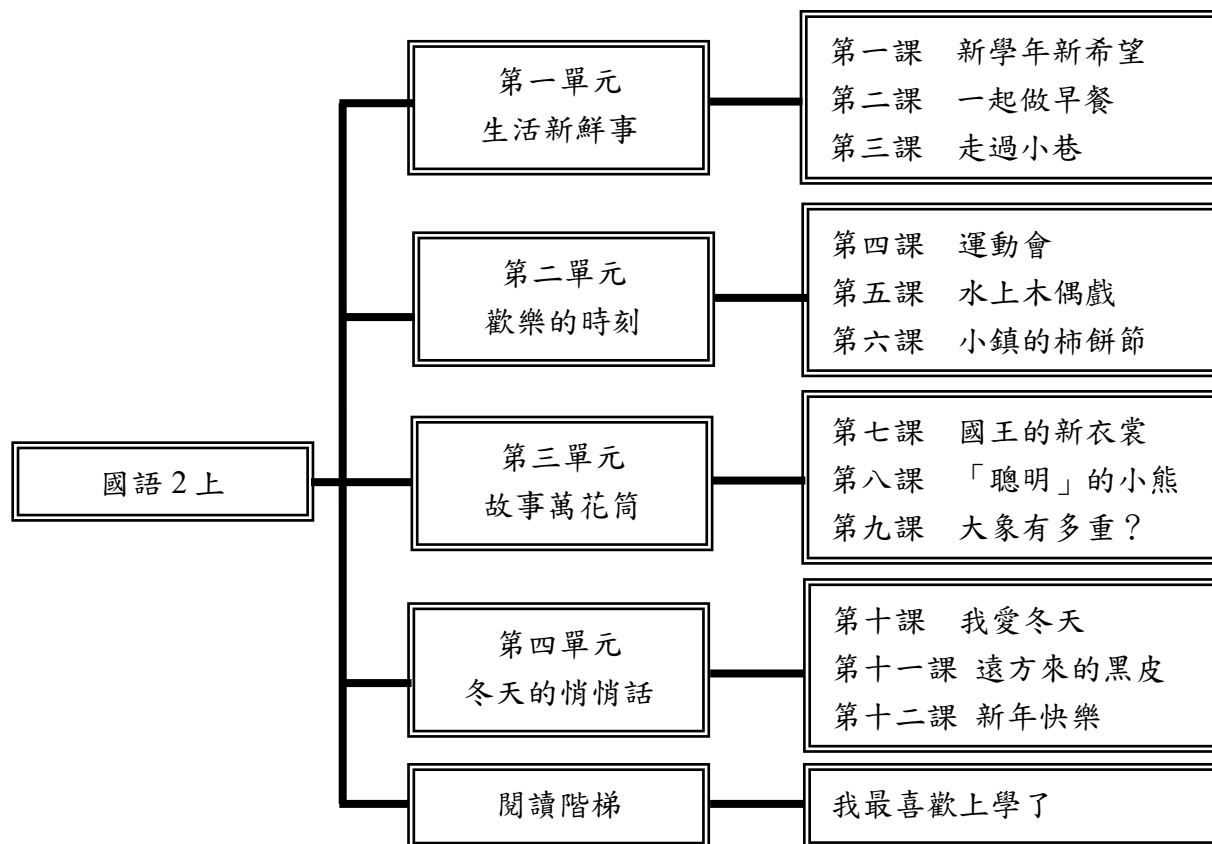 國語2上
第一單元
生活新鮮事
第一課　新學年新希望
第二課　一起做早餐
第三課　走過小巷
第二單元
歡樂的時刻
第四課　運動會
第五課　水上木偶戲
第六課　小鎮的柿餅節
第三單元
故事萬花筒
第七課　國王的新衣裳
第八課　「聰明」的小熊
第九課　大象有多重？
第四單元
冬天的悄悄話
第十課　我愛冬天
第十一課 遠方來的黑皮
第十二課 新年快樂
閱讀階梯
我最喜歡上學了